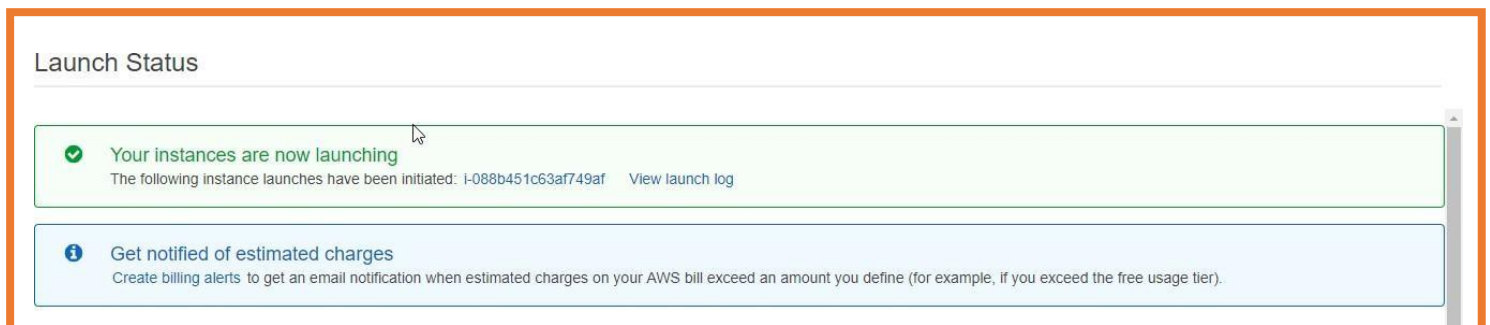 Launch Status
Your instances are now launching
The following instance launches have been initiated: i-088b451c63af749af View launch log
Get notified of estimated charges
Create billing alerts to get an email notification when estimated charges on your AWS bill exceed an amount you define (for example, if you exceed the free usage tier).